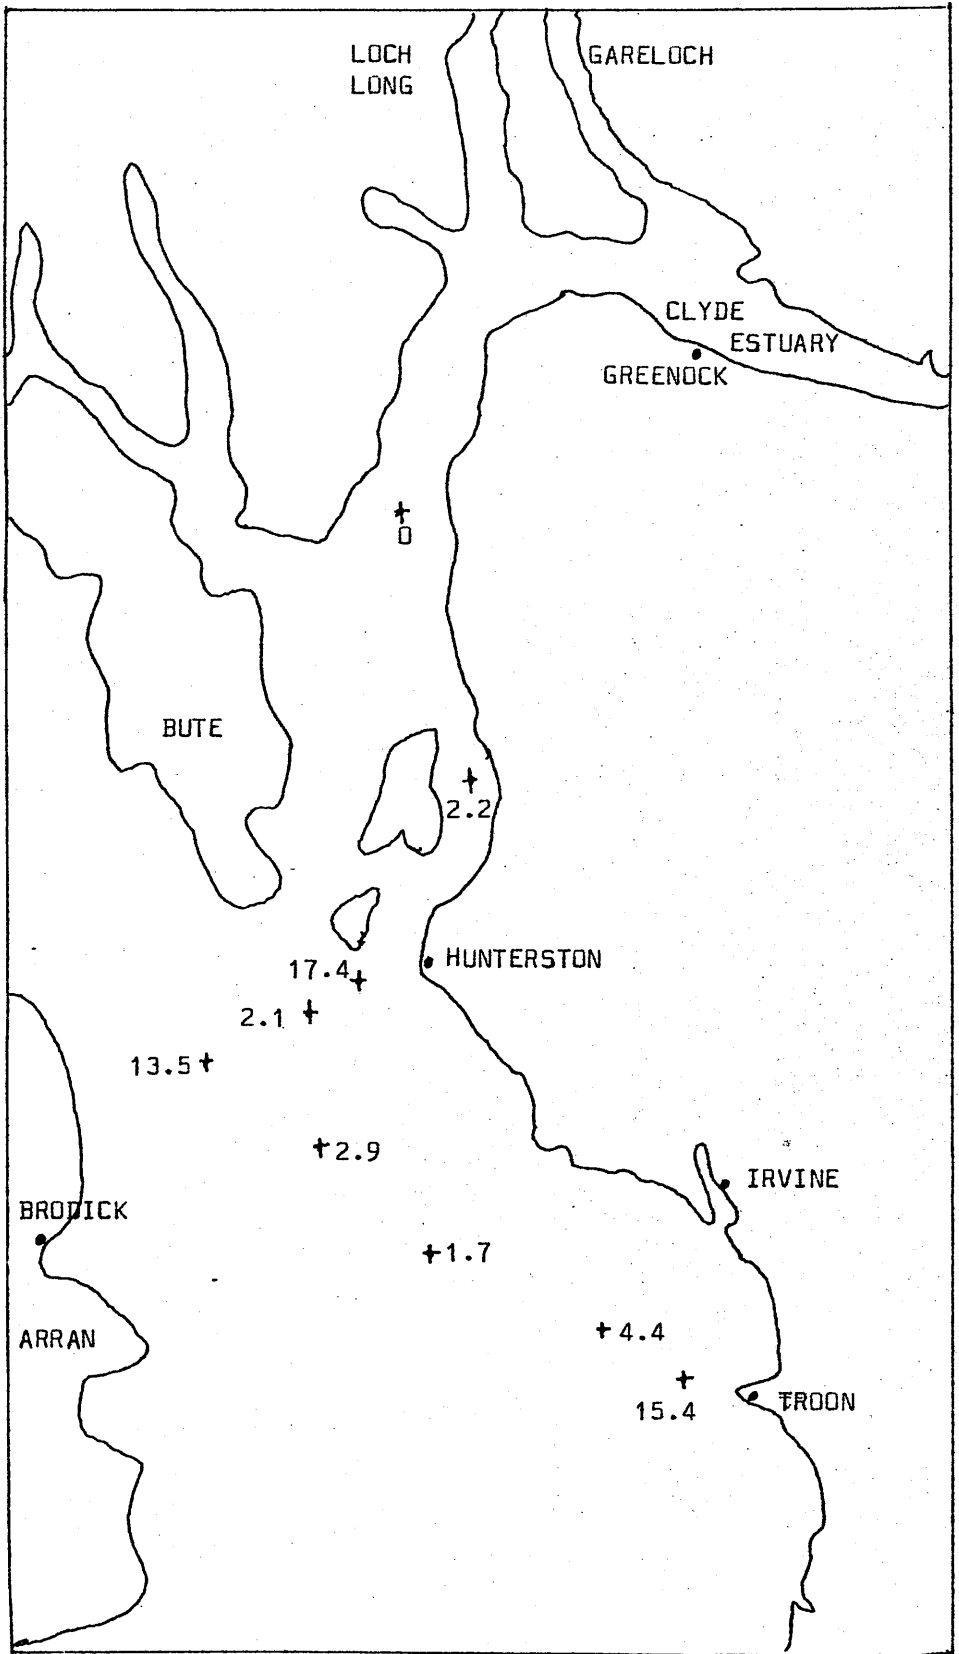 LOCH
LONG
GARELOCH
CLYDE
ESTUARY
GREENOCK
0
BUTE
2.2
HUNTERSTON
17.4
2.1
13.5
2.9
IRVINE
BRODICK
1.7
4.4
ARRAN
15.4
TROON